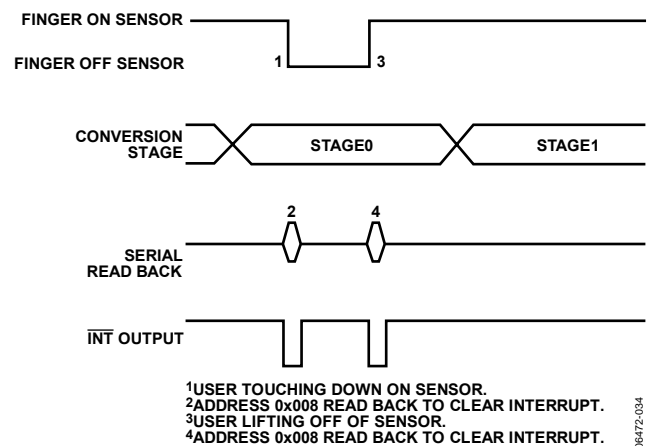 FINGER ON SENSOR
FINGER OFF SENSOR
1
3
CONVERSION
STAGE
STAGE0
STAGE1
2
4
SERIAL
READ BACK
INT OUTPUT
1USER TOUCHING DOWN ON SENSOR.
2ADDRESS 0x008 READ BACK TO CLEAR INTERRUPT.
3USER LIFTING OFF OF SENSOR.
4ADDRESS 0x008 READ BACK TO CLEAR INTERRUPT.
06472-034